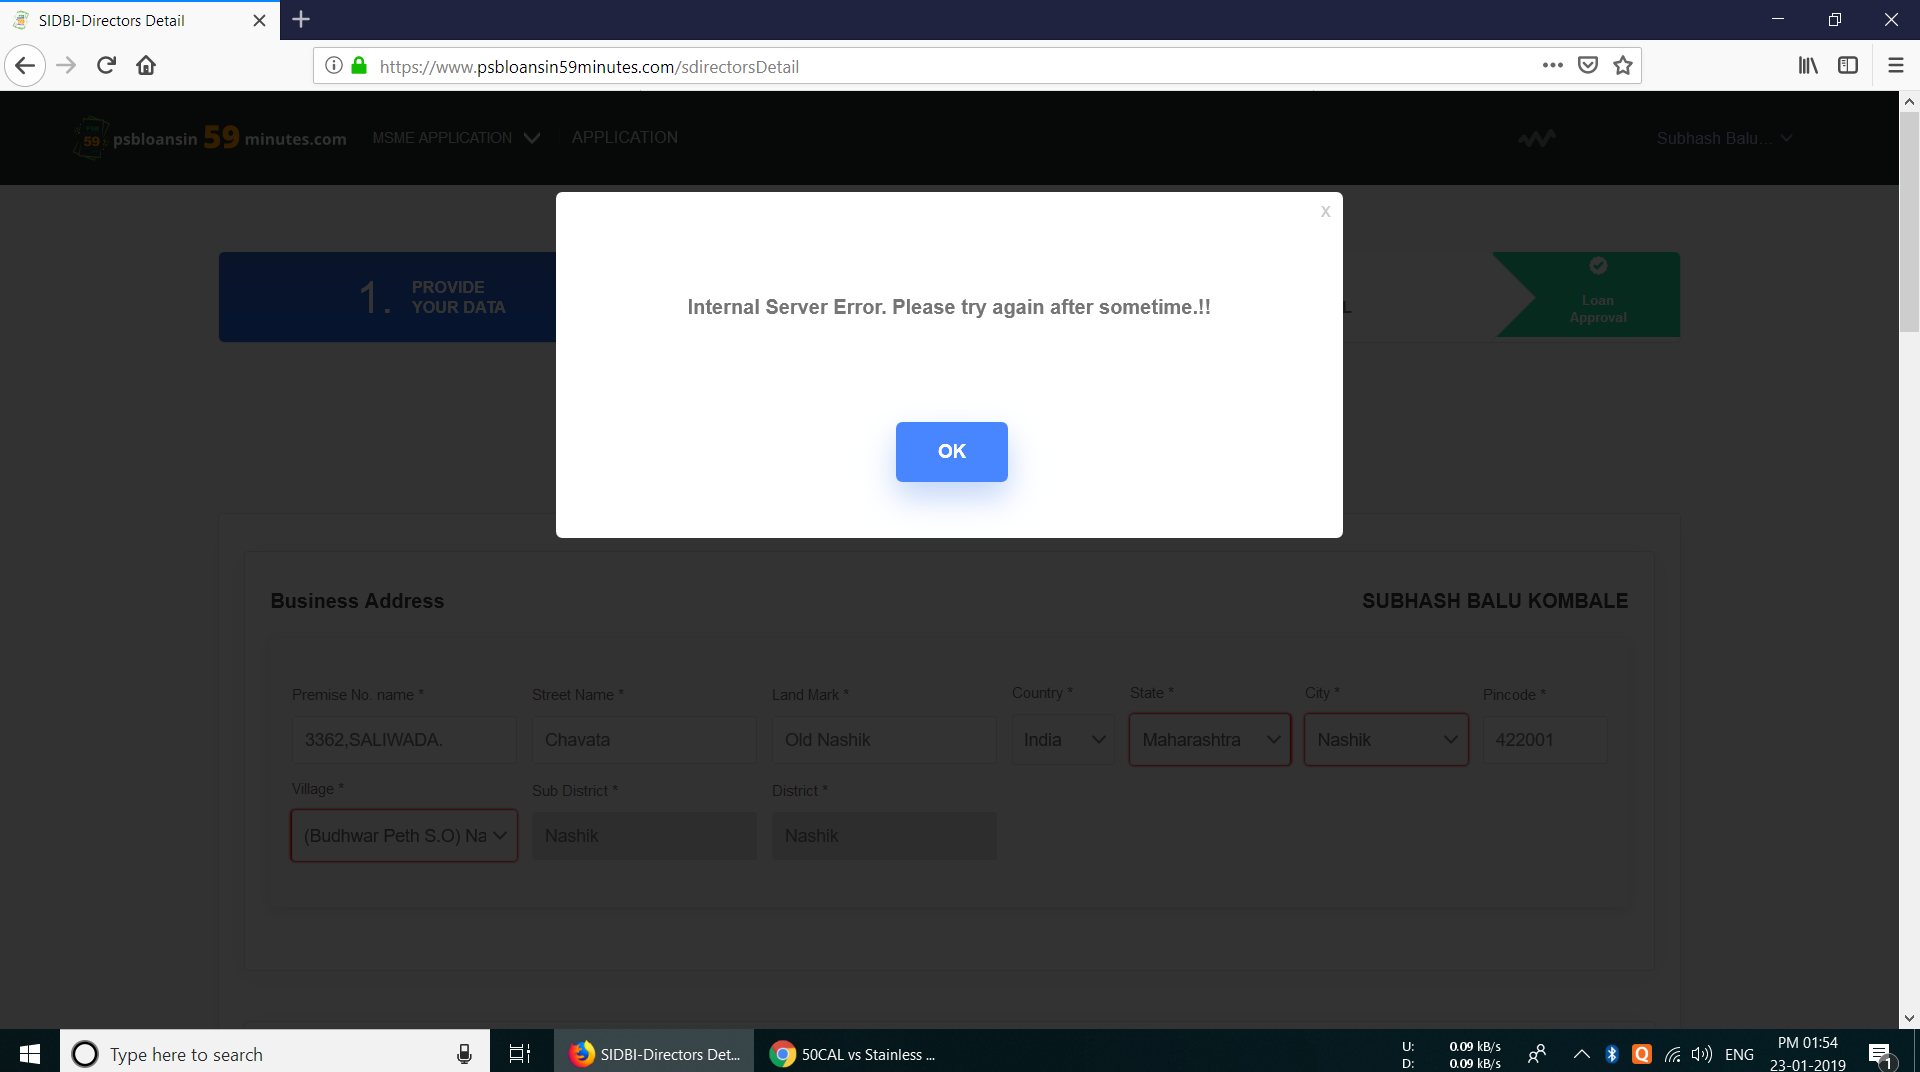 SIDBI-Directors Detail
https://www.psbloansin59minutes.com/sdirectorsDetail
59 psbloansin 59 minutes.com MSME APPLICATION APPLICATION Subhash Balu...
X
1. PROVIDE
YOUR DATA
L
Loan
Approval
Internal Server Error. Please try again after sometime.!!
OK
Business Address SUBHASH BALU KOMBALE
Premise No. name * Street Name * Land Mark * Country * State * City * Pincode *
3362,SALIWADA. Chavata Old Nashik India Maharashtra Nashik 422001
Village * Sub District * District *
(Budhwar Peth S.O) Na Nashik Nashik
Type here to search
SIDBI-Directors Det...
50CAL vs Stainless ...
U: 0.09 kB/s
D: 0.09 kB/s
ENG
PM 01:54
23-01-2019
1